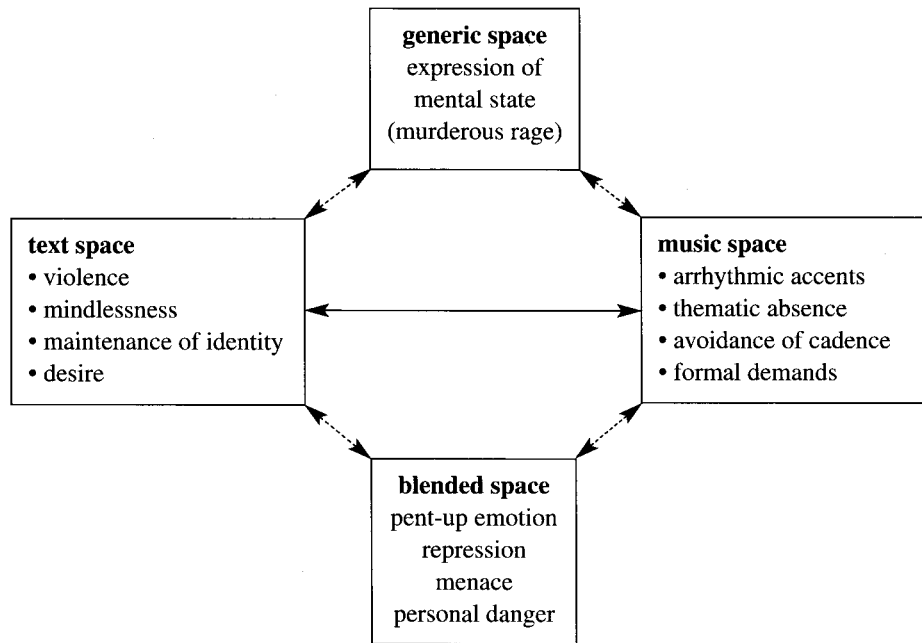 generic space
expression of
mental state
(murderous rage)
text space
• violence
• mindlessness
• maintenance of identity
• desire
music space
• arrhythmic accents
• thematic absence
• avoidance of cadence
• formal demands
blended space
pent-up emotion
repression
menace
personal danger